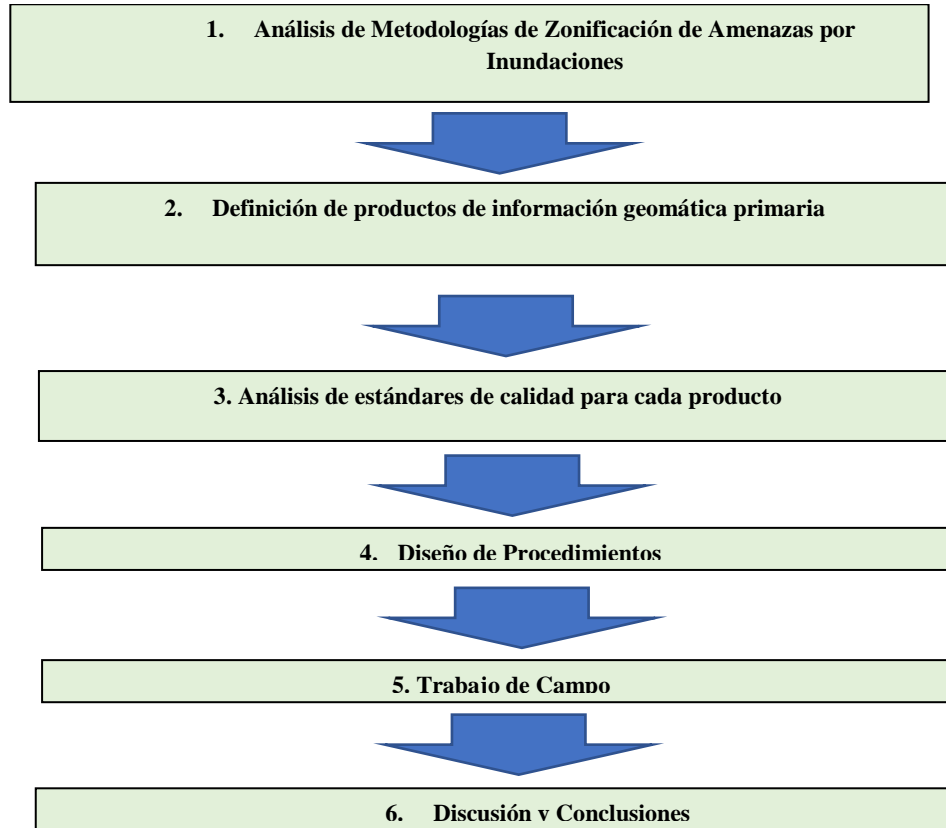 1. Análisis de Metodologías de Zonificación de Amenazas por
Inundaciones
2. Definición de productos de información geomática primaria
3. Análisis de estándares de calidad para cada producto
4. Diseño de Procedimientos
5. Trabajo de Campo
6. Discusión y Conclusiones